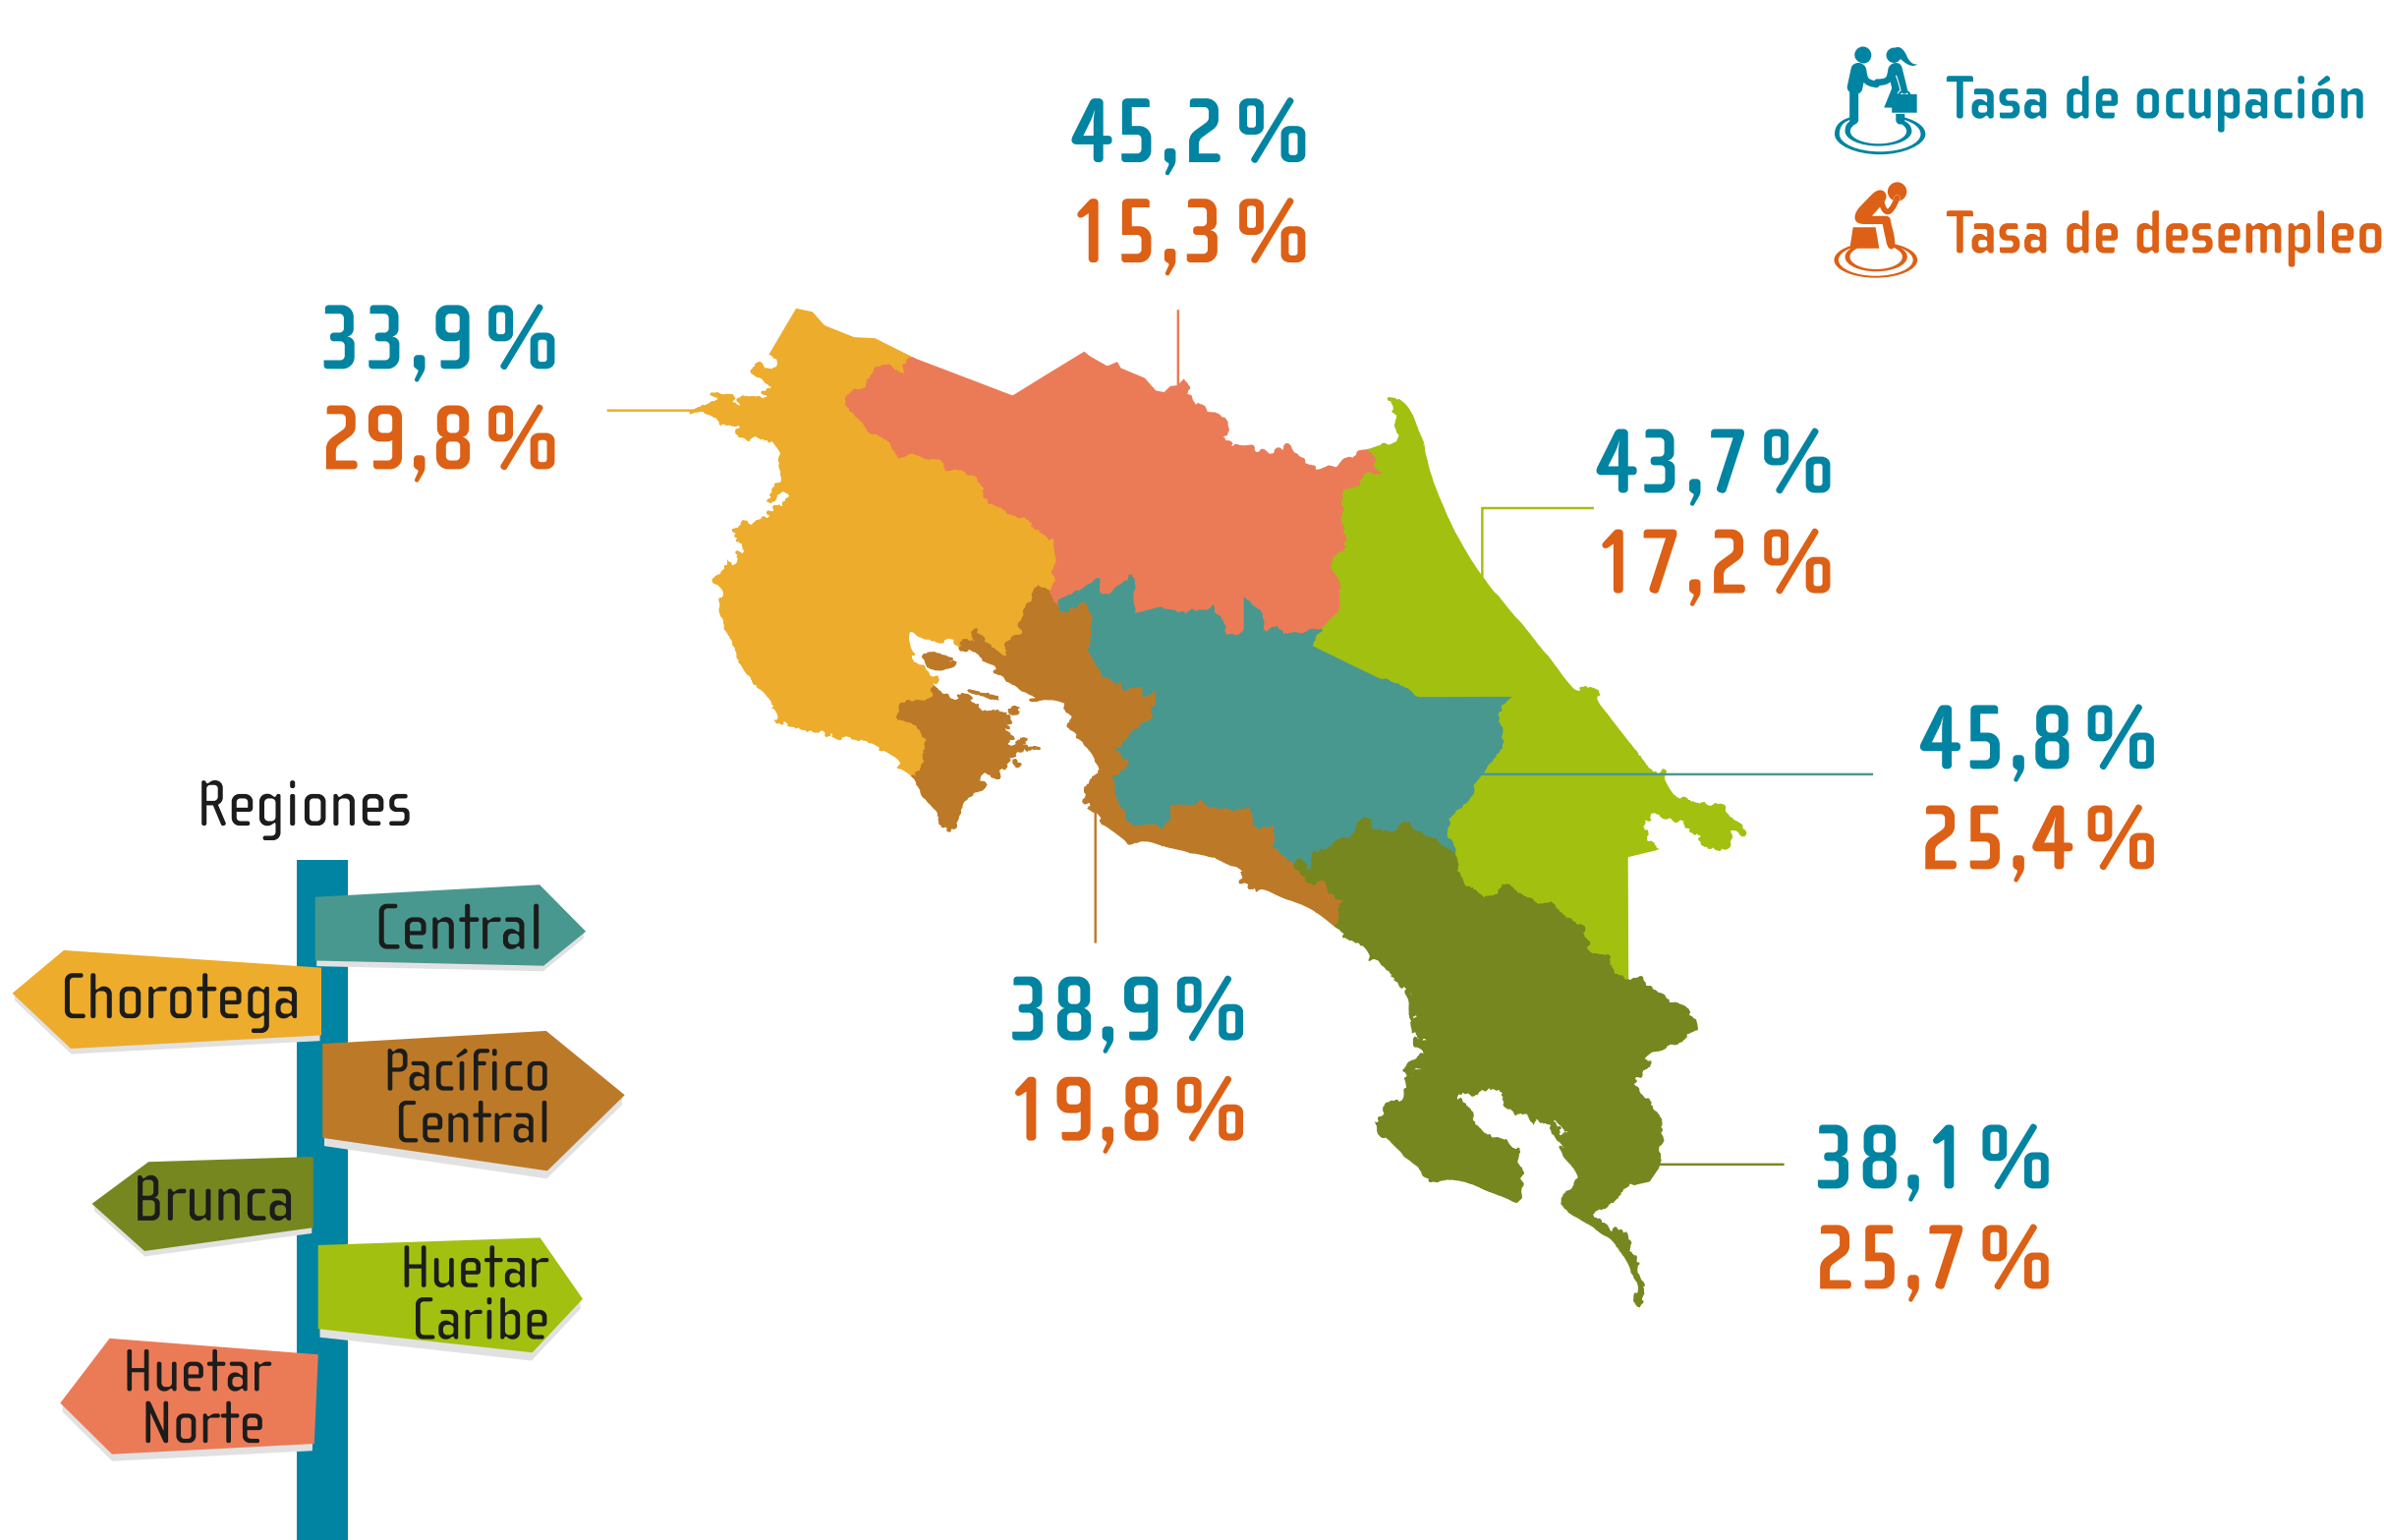 Tasa de ocupación
Tasa de desempleo
45,2%
15,3%
33,9%
29,8%
43,7%
17,2%
45,8%
25,4%
38,9%
19,8%
38,1%
25,7%
Regiones
Central
Chorotega
Pacífico
Central
Brunca
Huetar
Caribe
Huetar
Norte